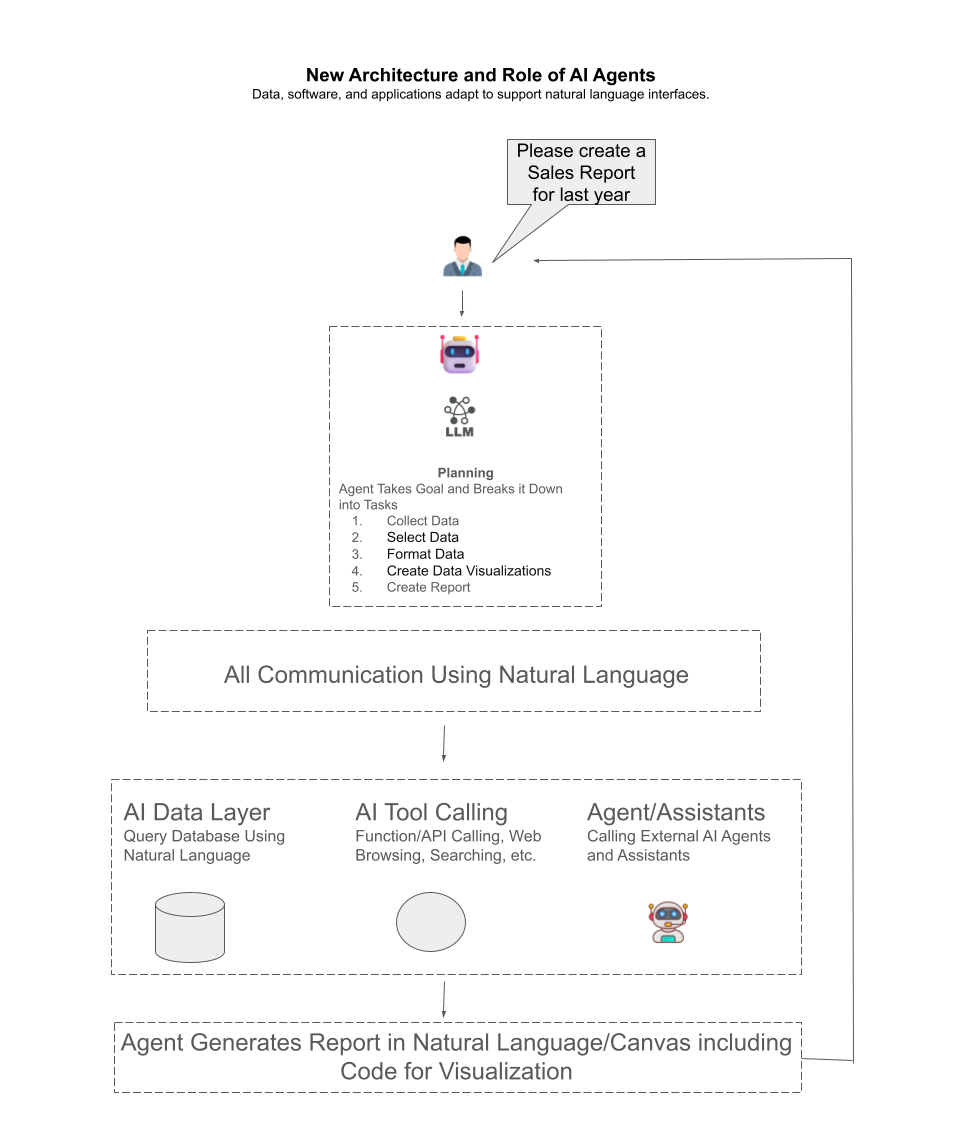 New Architecture and Role of AI Agents
Data, software, and applications adapt to support natural language interfaces.
Please create a
Sales Report
for last year
LLM
Planning
Agent Takes Goal and Breaks it Down
into Tasks
1. Collect Data
2. Select Data
3. Format Data
4. Create Data Visualizations
5. Create Report
All Communication Using Natural Language
AI Data Layer
Query Database Using
Natural Language
AI Tool Calling
Function/API Calling, Web
Browsing, Searching, etc.
Agent/Assistants
Calling External AI Agents
and Assistants
Agent Generates Report in Natural Language/Canvas including
Code for Visualization